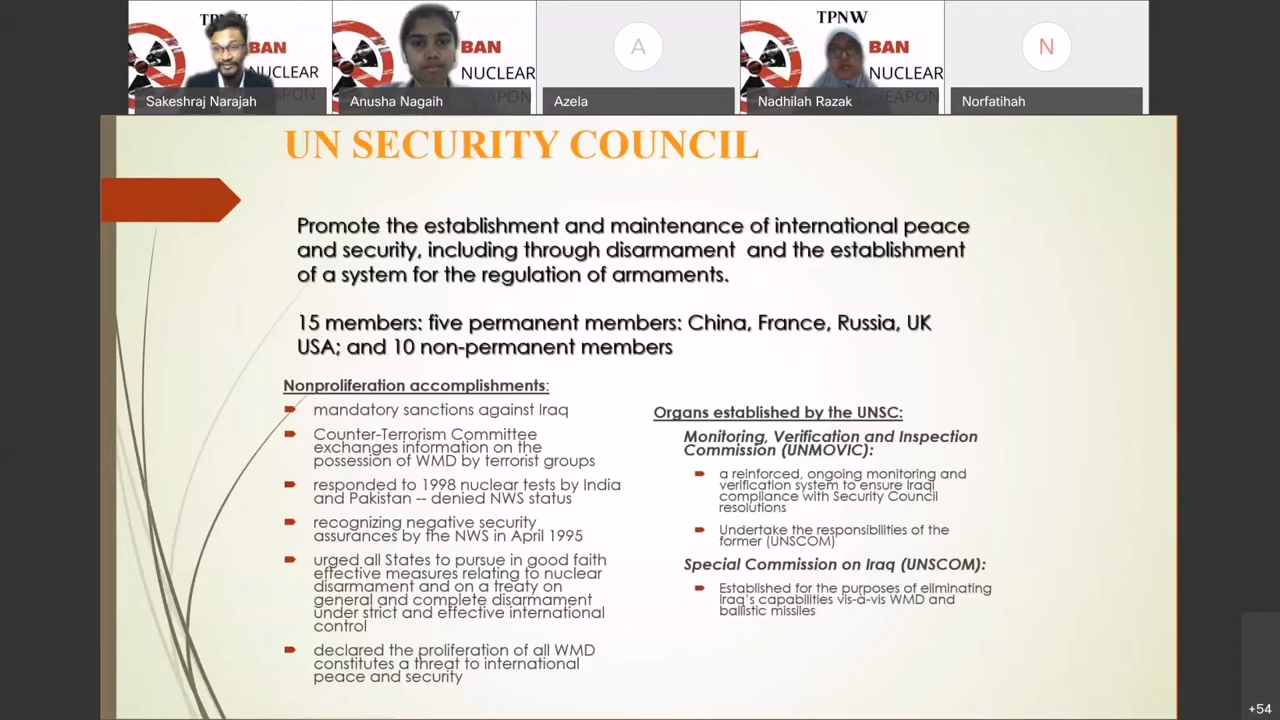 TPNW
BAN
NUCLEAR
Sakeshraj Narajah
BAN
NUCLEAR
Anusha Nagaih
A
Azela
TPNW
BAN
NUCLEAR
Nadhilah Razak
N
Norfatihah
UN SECURITY COUNCIL
Promote the establishment and maintenance of international peace
and security, including through disarmament and the establishment
of a system for the regulation of armaments.
15 members: five permanent members: China, France, Russia, UK
USA; and 10 non-permanent members
Nonproliferation accomplishments:
mandatory sanctions against Iraq
Counter-Terrorism Committee
exchanges information on the
possession of WMD by terrorist groups
responded to 1998 nuclear tests by India
and Pakistan -- denied NWS status
recognizing negative security
assurances by the NWS in April 1995
urged all States to pursue in good faith
effective measures relating to nuclear
disarmament and on a treaty on
general and complete disarmament
under strict and effective international
control
declared the proliferation of all WMD
constitutes a threat to international
peace and security
Organs established by the UNSC:
Monitoring, Verification and Inspection
Commission (UNMOVIC):
a reinforced, ongoing monitoring and
verification system to ensure Iraqi
compliance with Security Council
resolutions
Undertake the responsibilities of the
former (UNSCOM)
Special Commission on Iraq (UNSCOM):
Established for the purposes of eliminating
Iraq's capabilities vis-à-vis WMD and
ballistic missiles
+54